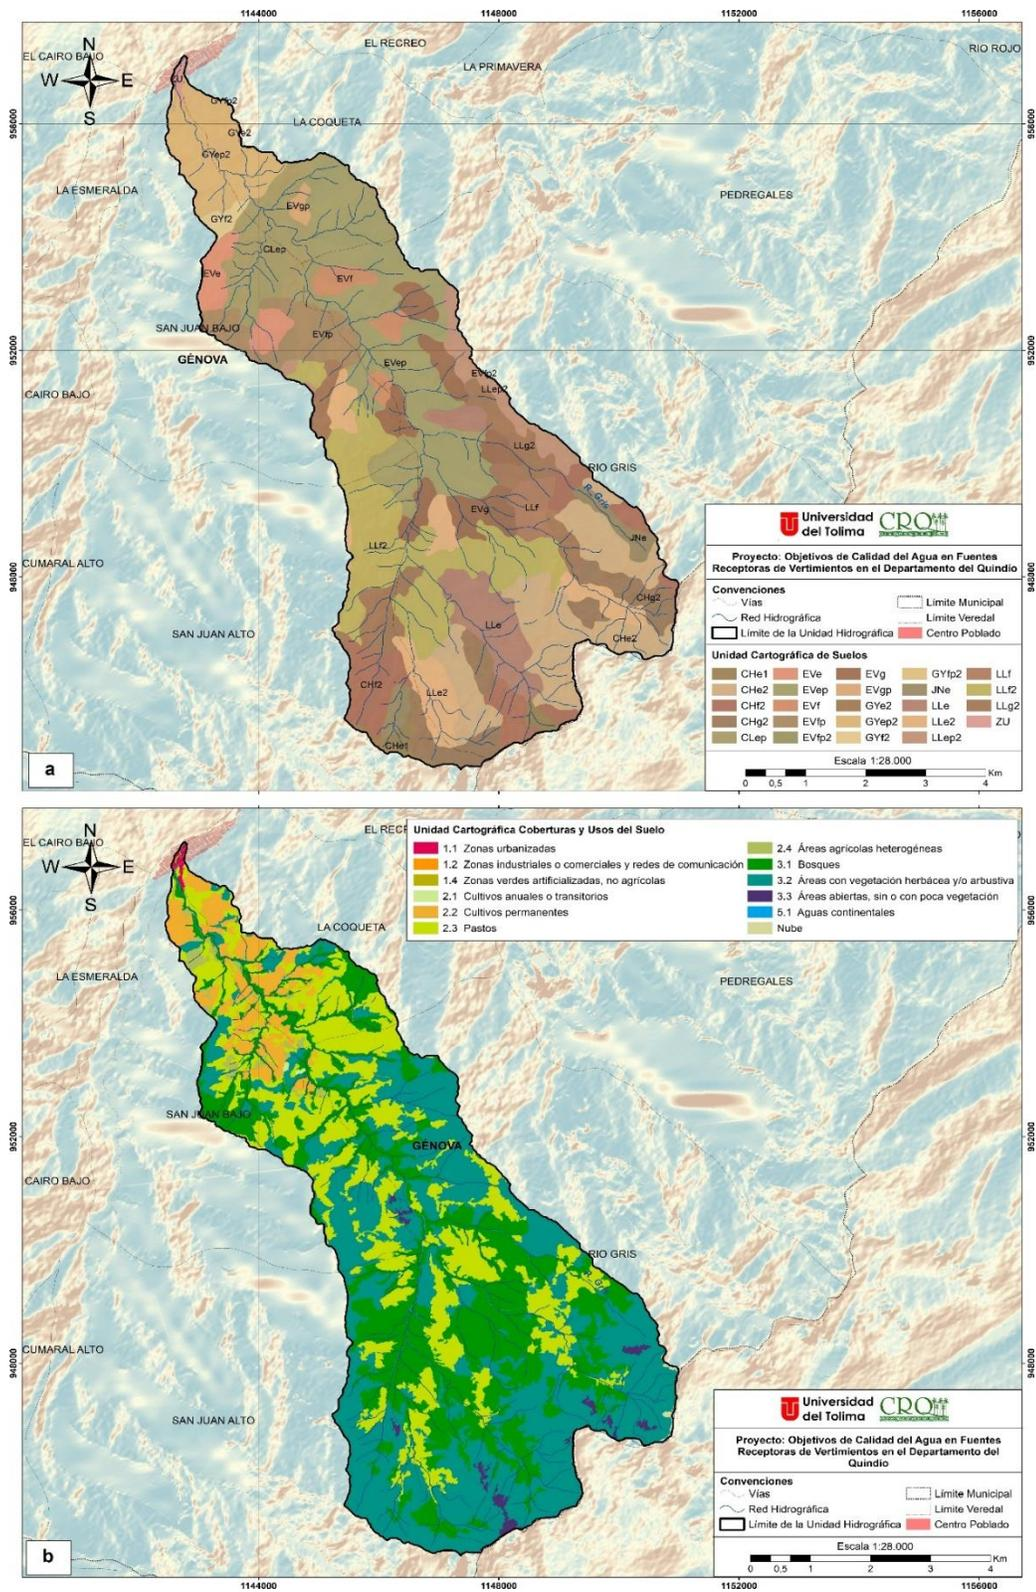 1144000 1148000 1152000 1156000
EL CAIRO BAJO
EL RECREO
RIO ROJO
LA PRIMAVERA
N
W E
S
ZU
GYfp2
956000 956000
LA COQUETA
GYe2
GYep2
LA ESMERALDA
PEDREGALES
EVgp
GYf2
CLep
EVe
EVf
SAN JUAN BAJO
EVfp
952000 952000
GÉNOVA
EVep
EVfp2
LLep2
CAIRO BAJO
LLg2
RIO GRIS
R. Gris
EVg
LLf
JNe
LLf2
CUMARAL ALTO
948000 948000
CHg2
SAN JUAN ALTO
LLe
CHe2
CHf2
LLe2
CHe1
a
Universidad del Tolima
CRQ
Proyecto: Objetivos de Calidad del Agua en Fuentes
Receptoras de Vertimientos en el Departamento del Quindío
Convenciones
Vías
Límite Municipal
Red Hidrográfica
Límite Veredal
Límite de la Unidad Hidrográfica
Centro Poblado
Unidad Cartográfica de Suelos
CHe1 EVe EVg GYfp2 LLf
CHe2 EVep EVgp JNe LLf2
CHf2 EVf GYe2 LLe LLg2
CHg2 EVfp GYep2 LLe2 ZU
CLep EVfp2 GYf2 LLep2
Escala 1:28.000
0 0,5 1 2 3 4 Km
EL CAIRO BAJO
EL RECR
N
W E
S
Unidad Cartográfica Coberturas y Usos del Suelo
1.1 Zonas urbanizadas
1.2 Zonas industriales o comerciales y redes de comunicación
1.4 Zonas verdes artificializadas, no agrícolas
2.1 Cultivos anuales o transitorios
2.2 Cultivos permanentes
2.3 Pastos
2.4 Áreas agrícolas heterogéneas
3.1 Bosques
3.2 Áreas con vegetación herbácea y/o arbustiva
3.3 Áreas abiertas, sin o con poca vegetación
5.1 Aguas continentales
Nube
956000 956000
LA COQUETA
LA ESMERALDA
PEDREGALES
SAN JUAN BAJO
952000 952000
GÉNOVA
CAIRO BAJO
RIO GRIS
CUMARAL ALTO
948000 948000
SAN JUAN ALTO
b
Universidad del Tolima
CRQ
Proyecto: Objetivos de Calidad del Agua en Fuentes
Receptoras de Vertimientos en el Departamento del
Quindío
Convenciones
Vías
Límite Municipal
Red Hidrográfica
Límite Veredal
Límite de la Unidad Hidrográfica
Centro Poblado
Escala 1:28.000
0 0,5 1 2 3 4 Km
1144000 1148000 1152000 1156000